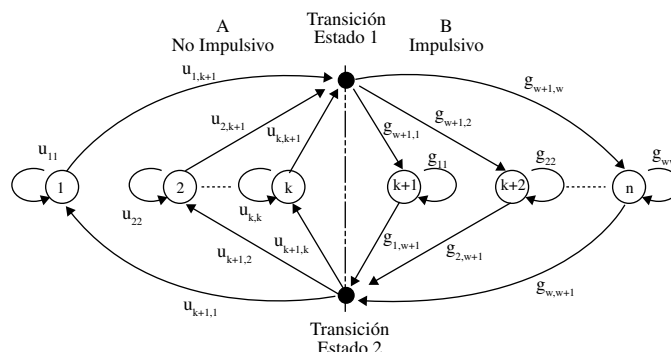 A
No Impulsivo
Transición
Estado 1
B
Impulsivo
u1,k+1
gw+1,w
u2,k+1
uk,k+1
gw+1,1
gw+1,2
u11
g11
g22
1
2
k
k+1
k+2
n
u22
uk,k
uk+1,k
g1,w+1
uk+1,2
g2,w+1
uk+1,1
gw,w+1
Transición
Estado 2